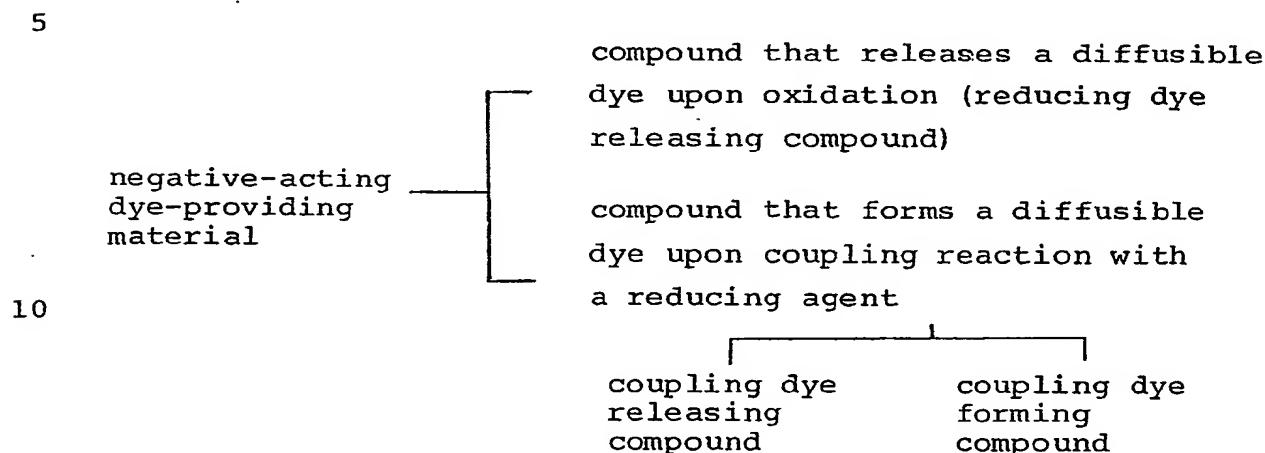 5
compound that releases a diffusible
dye upon oxidation (reducing dye
releasing compound)
negative-acting
dye-providing
material
compound that forms a diffusible
dye upon coupling reaction with
a reducing agent
10
coupling dye
releasing
compound
coupling dye
forming
compound